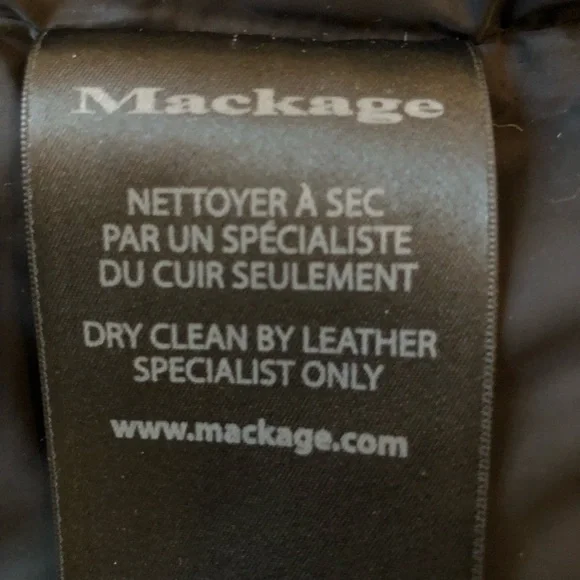 Mackage
NETTOYER À SEC
PAR UN SPÉCIALISTE
DU CUIR SEULEMENT
DRY CLEAN BY LEATHER
SPECIALIST ONLY
www.mackage.com